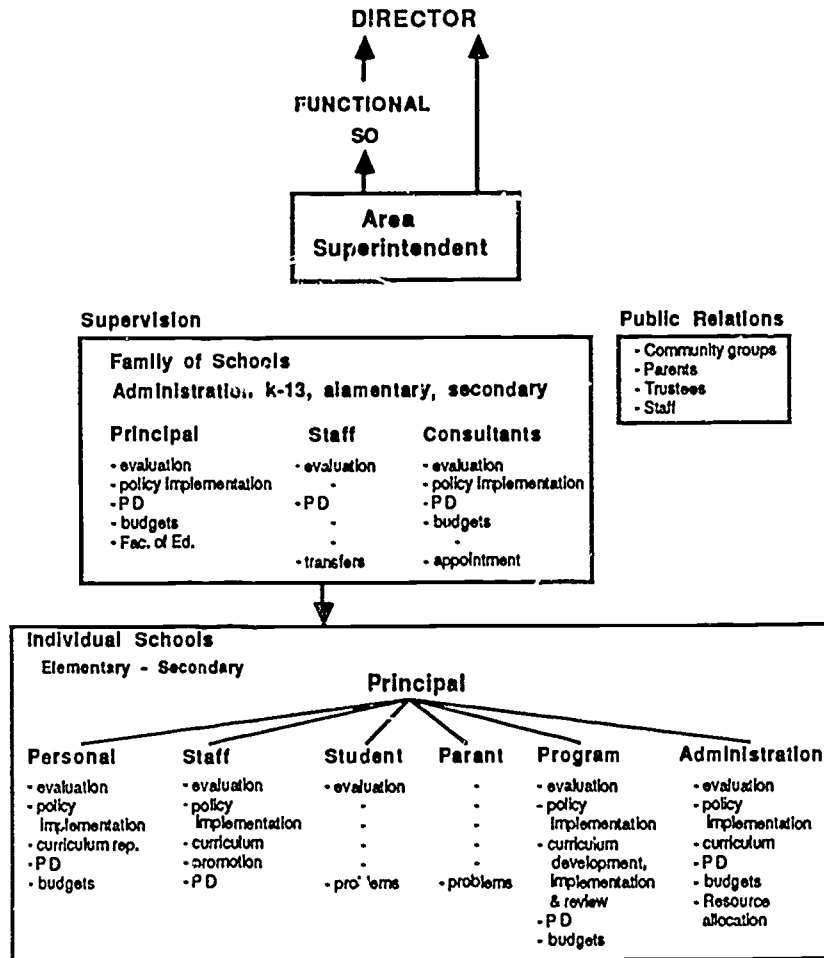 DIRECTOR
FUNCTIONAL
SO
Area
Superintendent
Supervision
Family of Schools
Administration k-13, alamentary, secondary
Principal
- evaluation
- policy implementation
- PD
- budgets
- Fac. of Ed.
Staff
- evaluation
-
- PD
-
-
- transfers
Consultants
- evaluation
- policy implementation
- PD
- budgets
-
- appointment
Public Relations
- Community groups
- Parents
- Trustees
- Staff
Individual Schools
Elementary - Secondary
Principal
Personal
- evaluation
- policy
implementation
- curriculum rep.
- PD
- budgets
Staff
- evaluation
- policy
implementation
- curriculum
- promotion
- PD
Student
- evaluation
-
-
-
-
- problems
Parant
-
-
-
-
-
- problems
Program
- evaluation
- policy
implementation
- curriculum
development,
implementation
& review
- PD
- budgets
Administration
- evaluation
- policy
implementation
- curriculum
- PD
- budgets
- Resource
allocation